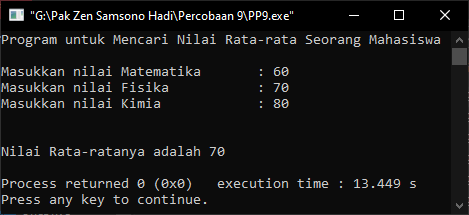 "G:\Pak Zen Samsono Hadi\Percobaan 9\PP9.exe"
Program untuk Mencari Nilai Rata-rata Seorang Mahasiswa
Masukkan nilai Matematika : 60
Masukkan nilai Fisika : 70
Masukkan nilai Kimia : 80
Nilai Rata-ratanya adalah 70
Process returned 0 (0x0) execution time : 13.449 s
Press any key to continue.